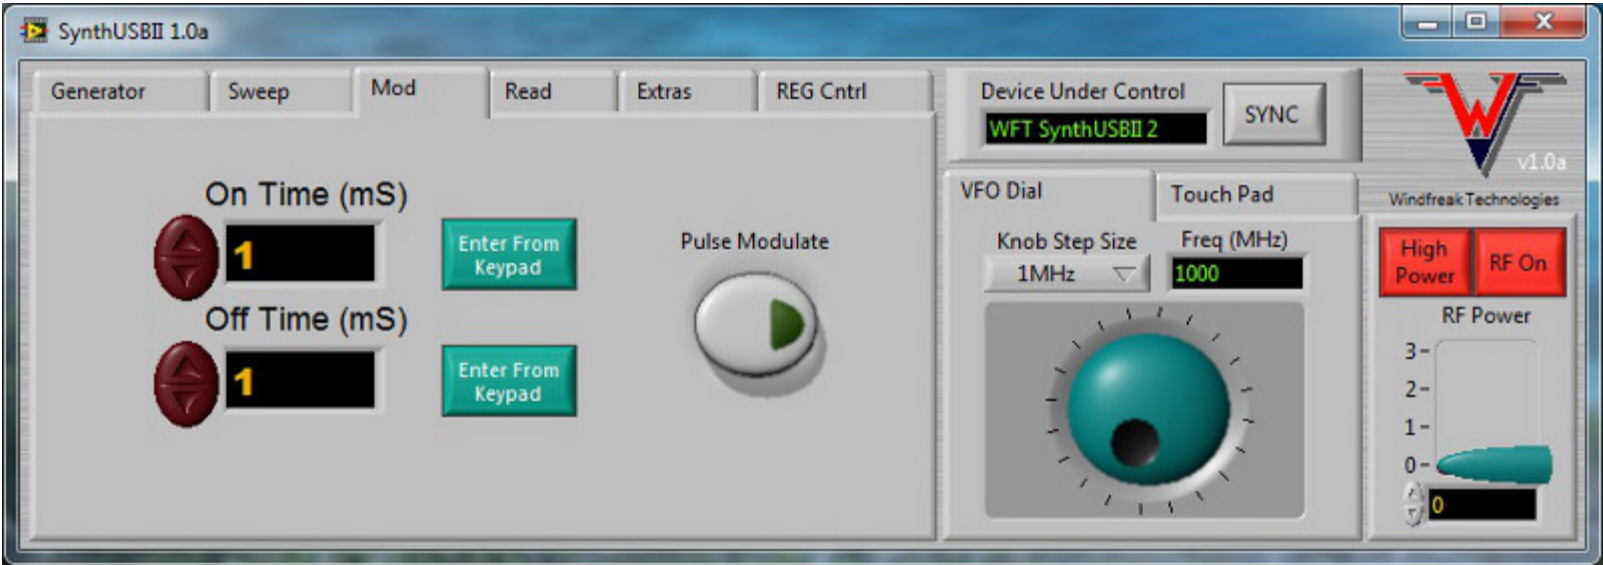 SynthUSBII 1.0a
Generator
Sweep
Mod
Read
Extras
REG Cntrl
On Time (mS)
1
Enter From
Keypad
Off Time (mS)
1
Enter From
Keypad
Pulse Modulate
Device Under Control
WFT SynthUSBII 2
SYNC
VFO Dial
Touch Pad
Knob Step Size
1MHz
Freq (MHz)
1000
W
v1.0a
Windfreak Technologies
High
Power
RF On
RF Power
3
2
1
0
0